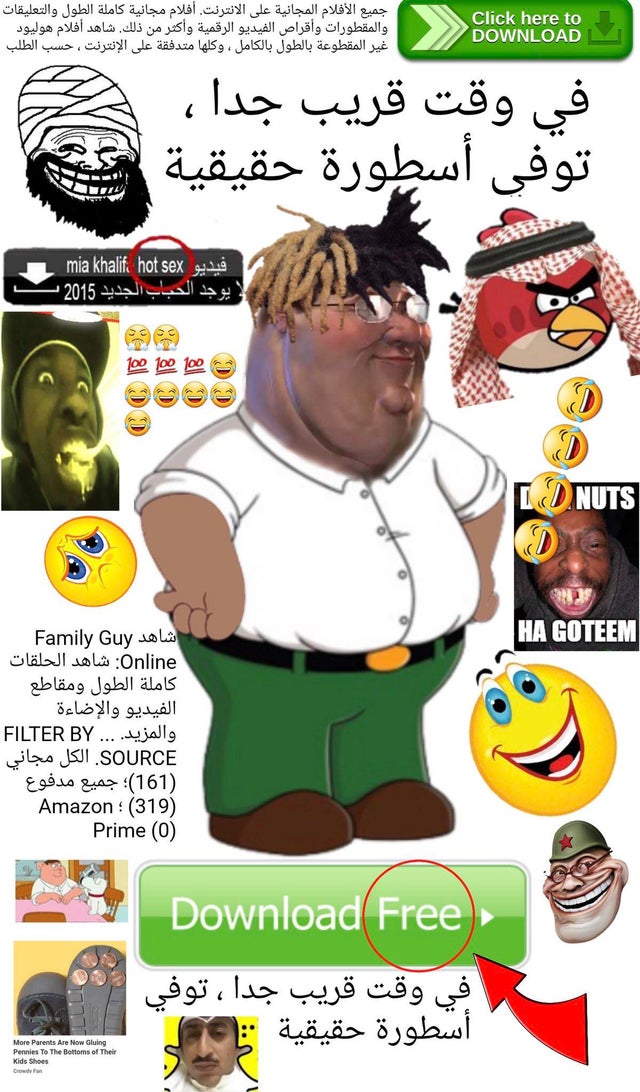 جميع الأفلام المجانية على الانترنت. أفلام مجانية كاملة الطول والتعليقات
والمقطورات وأقراص الفيديو الرقمية وأكثر من ذلك. شاهد أفلام هوليود
غير المقطوعة بالطول بالكامل ، وكلها متدفقة على الإنترنت ، حسب الطلب
Click here to
DOWNLOAD
في وقت قريب جدا ،
توفي أسطورة حقيقية
فيديو mia khalifa hot sex
لا يوجد الحجاب الجديد 2015
100 100 100
NUTS
HA GOTEEM
شاهد Family Guy
Online: شاهد الحلقات
كاملة الطول ومقاطع
الفيديو والإضاءة
والمزيد. ... FILTER BY
SOURCE. الكل مجاني
(161)؛ جميع مدفوع
(319) ؛ Amazon
Prime (0)
Download Free
في وقت قريب جدا ، توفي
أسطورة حقيقية
More Parents Are Now Gluing
Pennies To The Bottoms of Their
Kids Shoes
Crowdy Fan